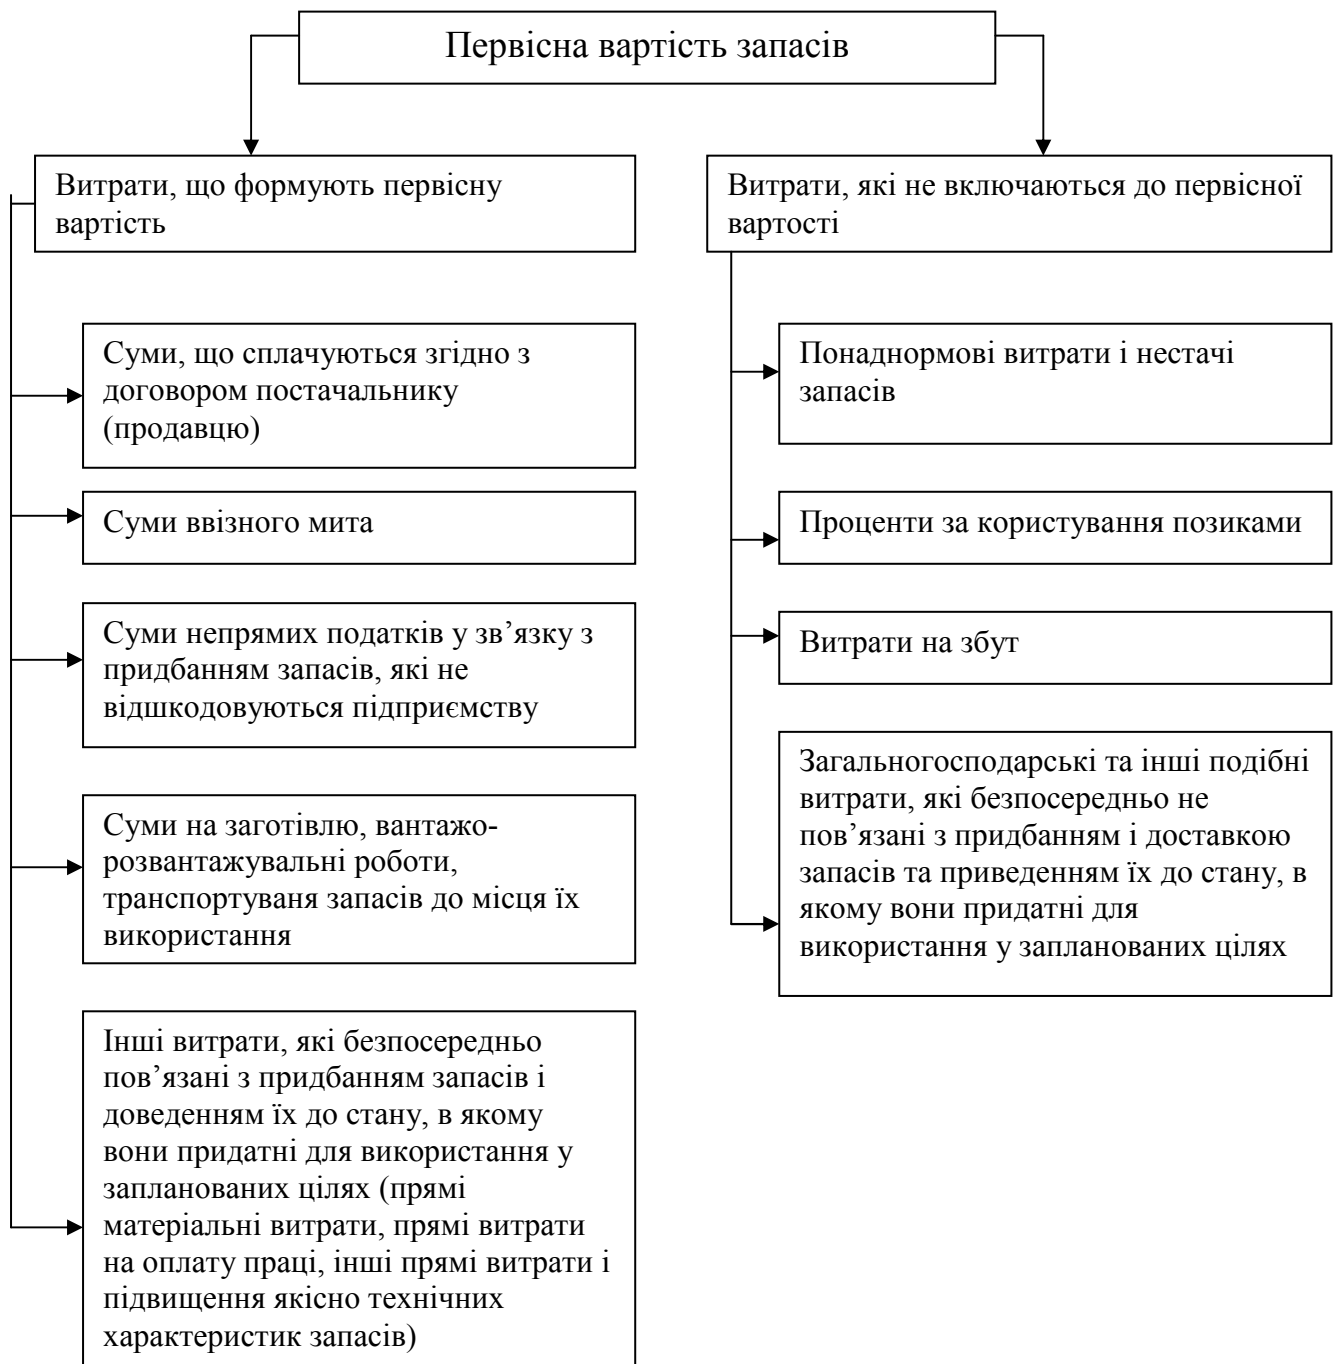 Первісна вартість запасів
Витрати, що формують первісну
вартість
Суми, що сплачуються згідно з
договором постачальнику
(продавцю)
Суми ввізного мита
Суми непрямих податків у зв’язку з
придбанням запасів, які не
відшкодовуються підприємству
Суми на заготівлю, вантажо-
розвантажувальні роботи,
транспортуваня запасів до місця їх
використання
Інші витрати, які безпосередньо
пов’язані з придбанням запасів і
доведенням їх до стану, в якому
вони придатні для використання у
запланованих цілях (прямі
матеріальні витрати, прямі витрати
на оплату праці, інші прямі витрати і
підвищення якісно технічних
характеристик запасів)
Витрати, які не включаються до первісної
вартості
Понаднормові витрати і нестачі
запасів
Проценти за користування позиками
Витрати на збут
Загальногосподарські та інші подібні
витрати, які безпосередньо не
пов’язані з придбанням і доставкою
запасів та приведенням їх до стану, в
якому вони придатні для
використання у запланованих цілях